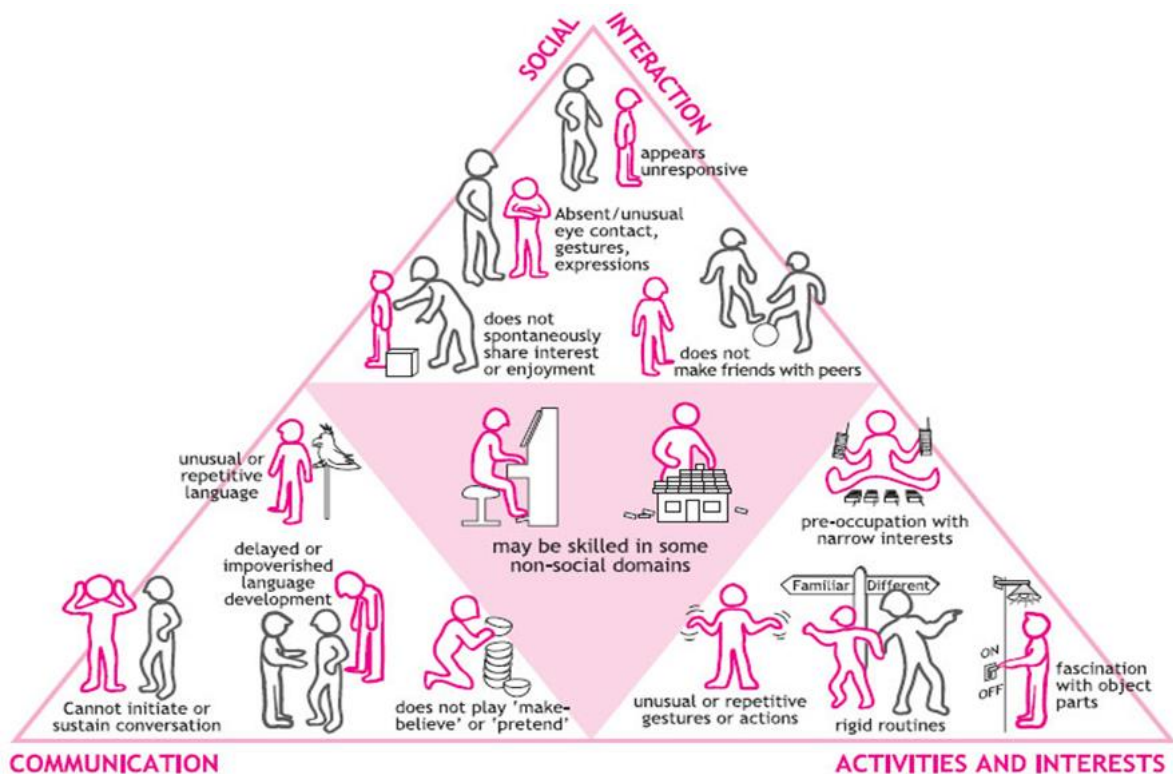 SOCIAL
INTERACTION
appears
unresponsive
Absent/unusual
eye contact,
gestures,
expressions
does not
spontaneously
share interest
or enjoyment
does not
make friends with peers
unusual or
repetitive
language
may be skilled in some
non-social domains
pre-occupation with
narrow interests
delayed or
impoverished
language
development
Cannot initiate or
sustain conversation
does not play 'make-
believe' or 'pretend'
unusual or repetitive
gestures or actions
Familiar Different
rigid routines
ON
OFF
fascination
with object
parts
COMMUNICATION
ACTIVITIES AND INTERESTS